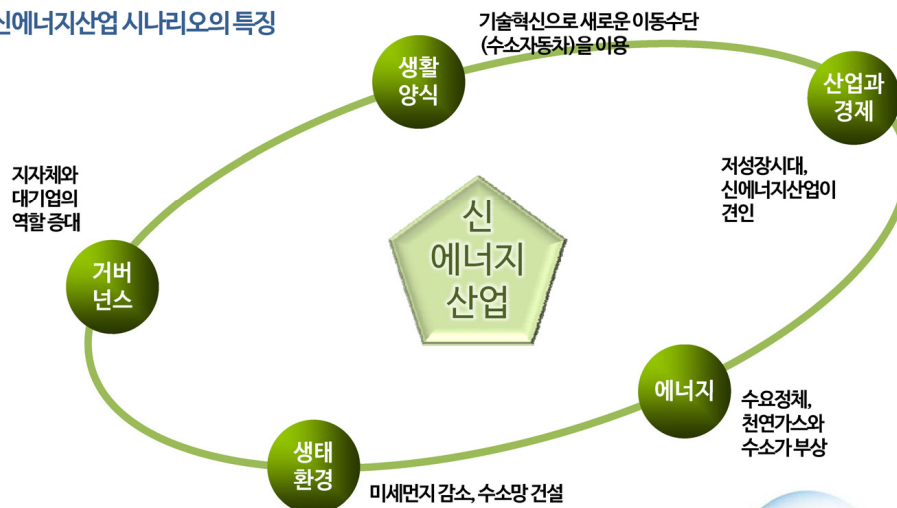 신에너지산업 시나리오의 특징
기술혁신으로 새로운 이동수단
(수소자동차)을 이용
생활
양식
산업과
경제
지자체와
대기업의
역할 증대
저성장시대,
신에너지산업이
견인
신
에너지
산업
거버
넌스
에너지
수요정체,
천연가스와
수소가 부상
생태
환경
미세먼지 감소, 수소망 건설